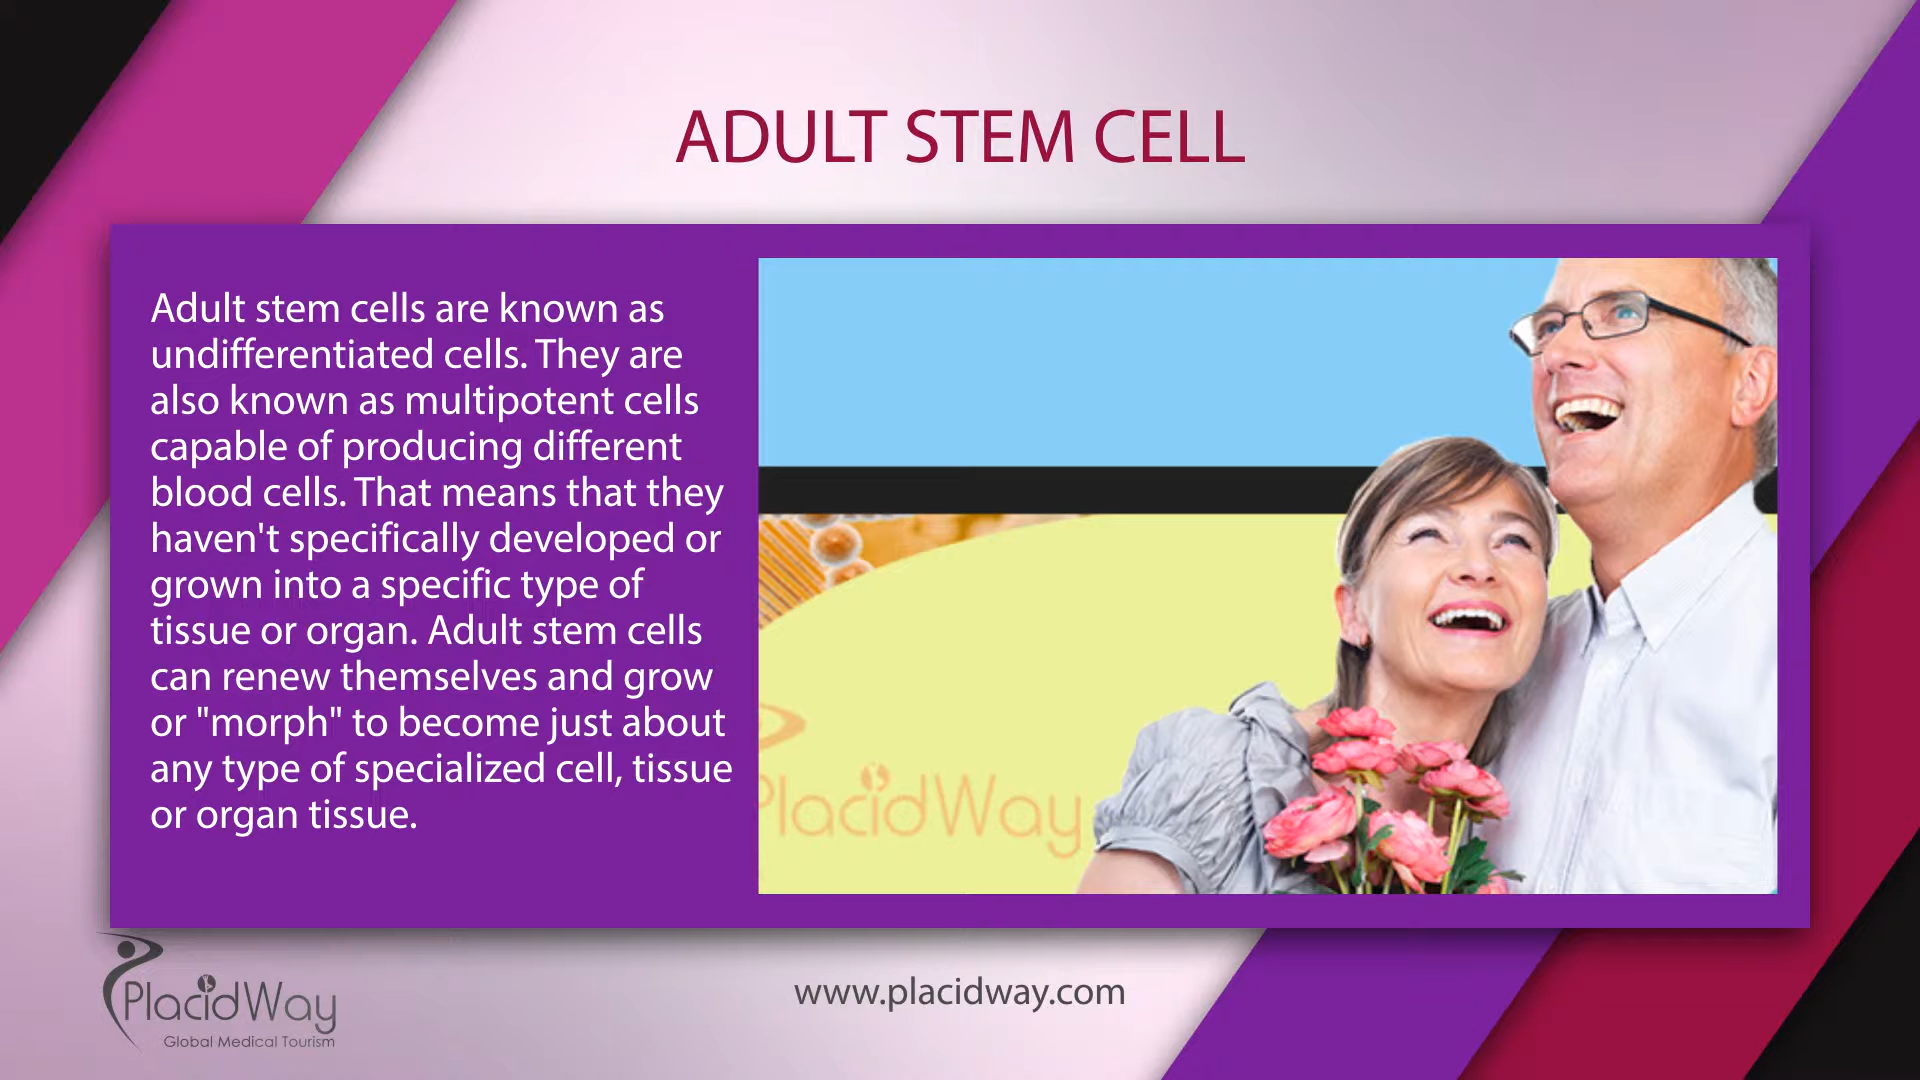 ADULT STEM CELL
Adult stem cells are known as
undifferentiated cells. They are
also known as multipotent cells
capable of producing different
blood cells. That means that they
haven't specifically developed or
grown into a specific type of
tissue or organ. Adult stem cells
can renew themselves and grow
or "morph" to become just about
any type of specialized cell, tissue
or organ tissue.
PlacidWay
PlacidWay
Global Medical Tourism
www.placidway.com